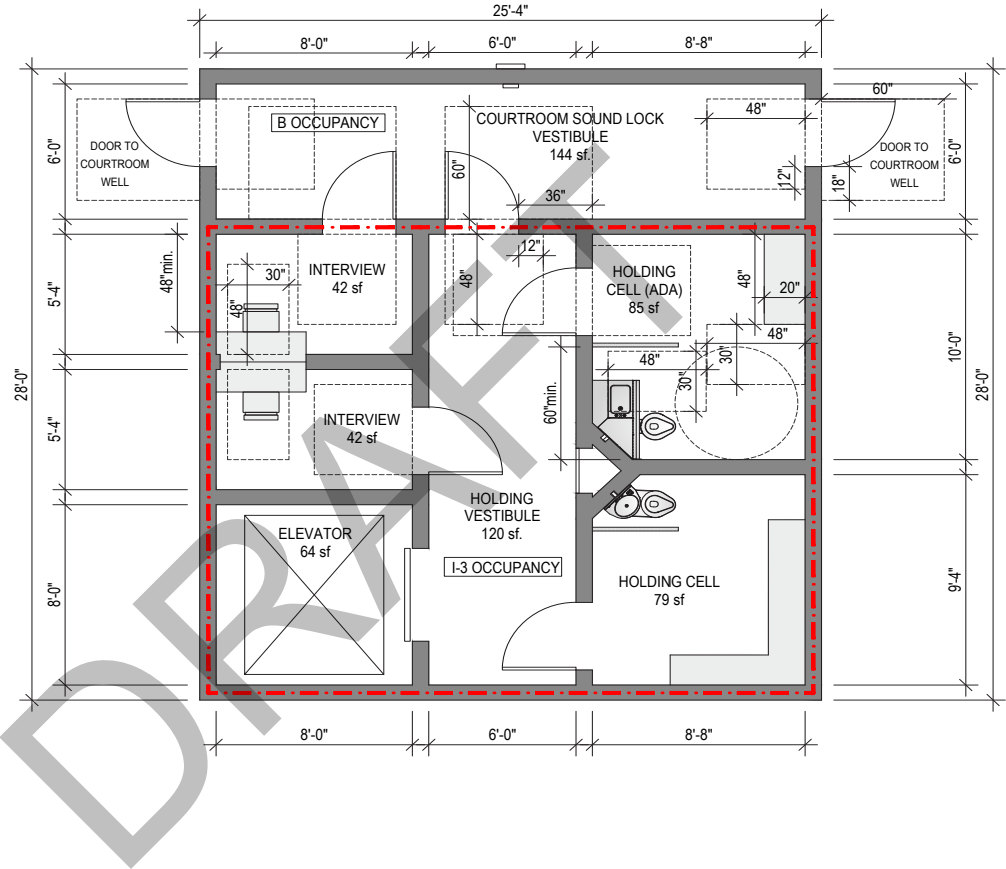 25'-4"
8'-0"
6'-0"
8'-8"
60"
48"
B OCCUPANCY
COURTROOM SOUND LOCK
VESTIBULE
144 sf.
DOOR TO
COURTROOM
WELL
DOOR TO
COURTROOM
WELL
6'-0"
6'-0"
60"
12"
18"
36"
48"min.
30"
48"
INTERVIEW
42 sf
12"
48"
HOLDING
CELL (ADA)
85 sf
48"
20"
5'-4"
48"
30"
48"
30"
10'-0"
28'-0"
28'-0"
60"min.
5'-4"
INTERVIEW
42 sf
HOLDING
VESTIBULE
120 sf.
ELEVATOR
64 sf
I-3 OCCUPANCY
HOLDING CELL
79 sf
8'-0"
9'-4"
8'-0"
6'-0"
8'-8"
DRAFT